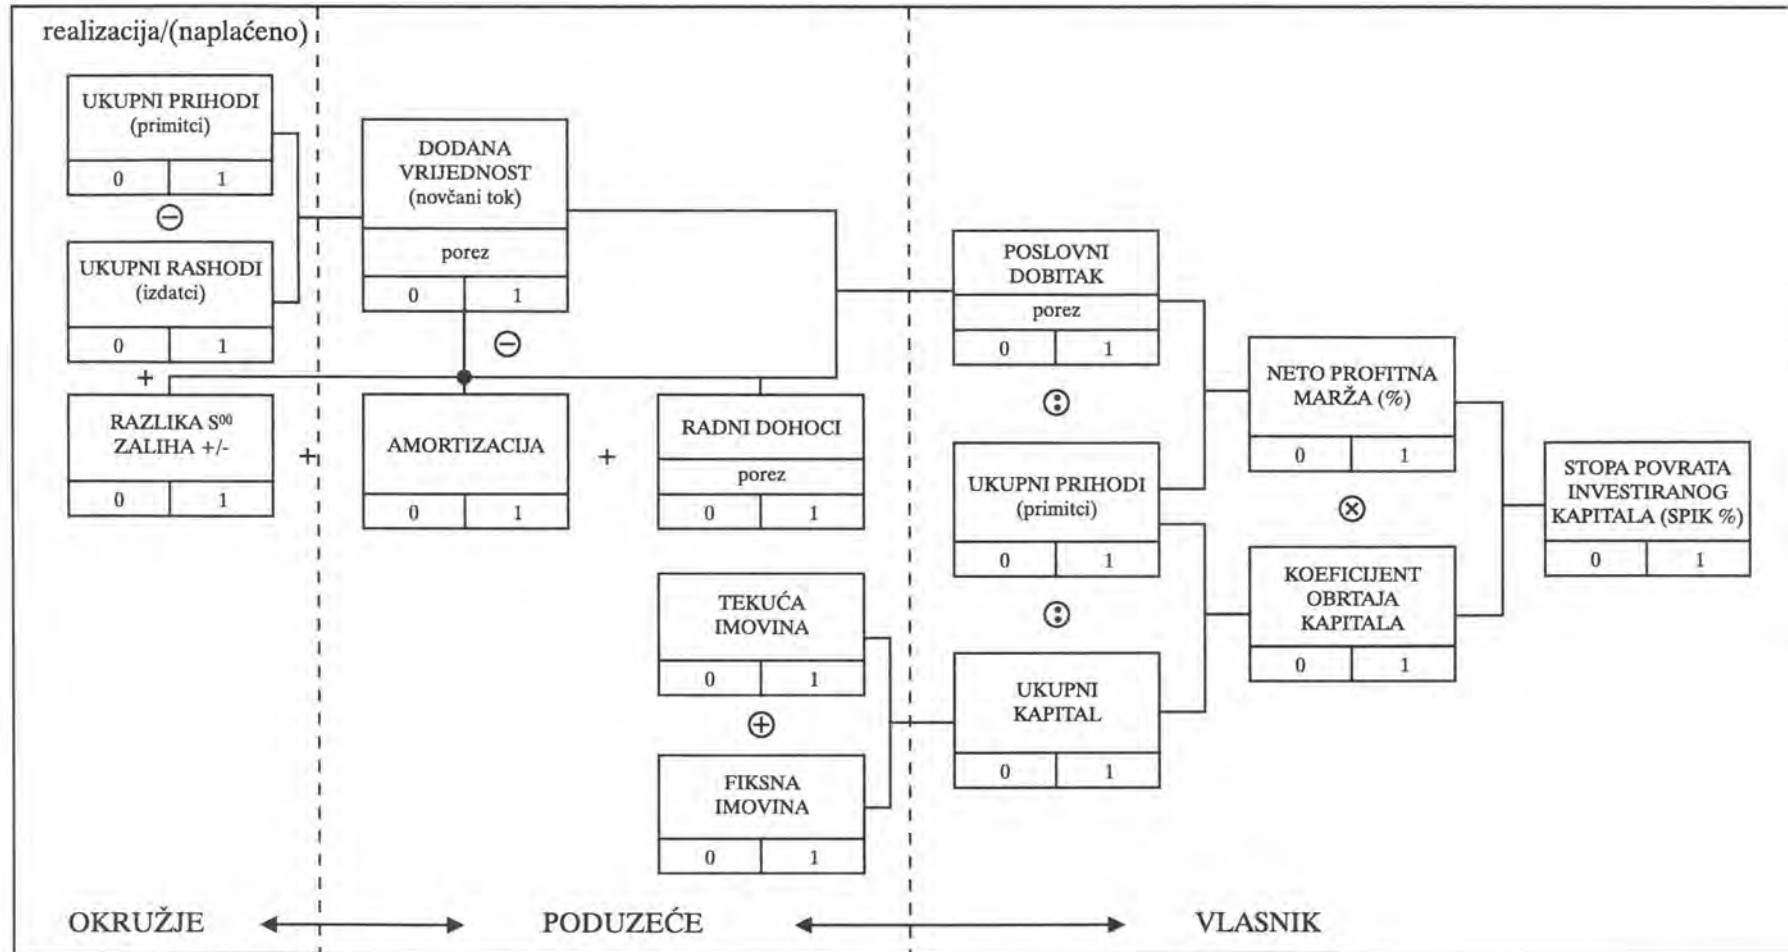 realizacija/(naplaćeno)
UKUPNI PRIHODI
(primitci)
0 1
−
UKUPNI RASHODI
(izdatci)
0 1
+
RAZLIKA S⁰⁰
ZALIHA +/-
0 1
+
DODANA
VRIJEDNOST
(novčani tok)
porez
0 1
−
AMORTIZACIJA
0 1
+
RADNI DOHOCI
porez
0 1
TEKUĆA
IMOVINA
0 1
+
FIKSNA
IMOVINA
0 1
POSLOVNI
DOBITAK
porez
0 1
:
UKUPNI PRIHODI
(primitci)
0 1
:
UKUPNI
KAPITAL
0 1
NETO PROFITNA
MARŽA (%)
0 1
×
KOEFICIJENT
OBRTAJA
KAPITALA
0 1
STOPA POVRATA
INVESTIRANOG
KAPITALA (SPIK %)
0 1
OKRUŽJE PODUZEĆE VLASNIK